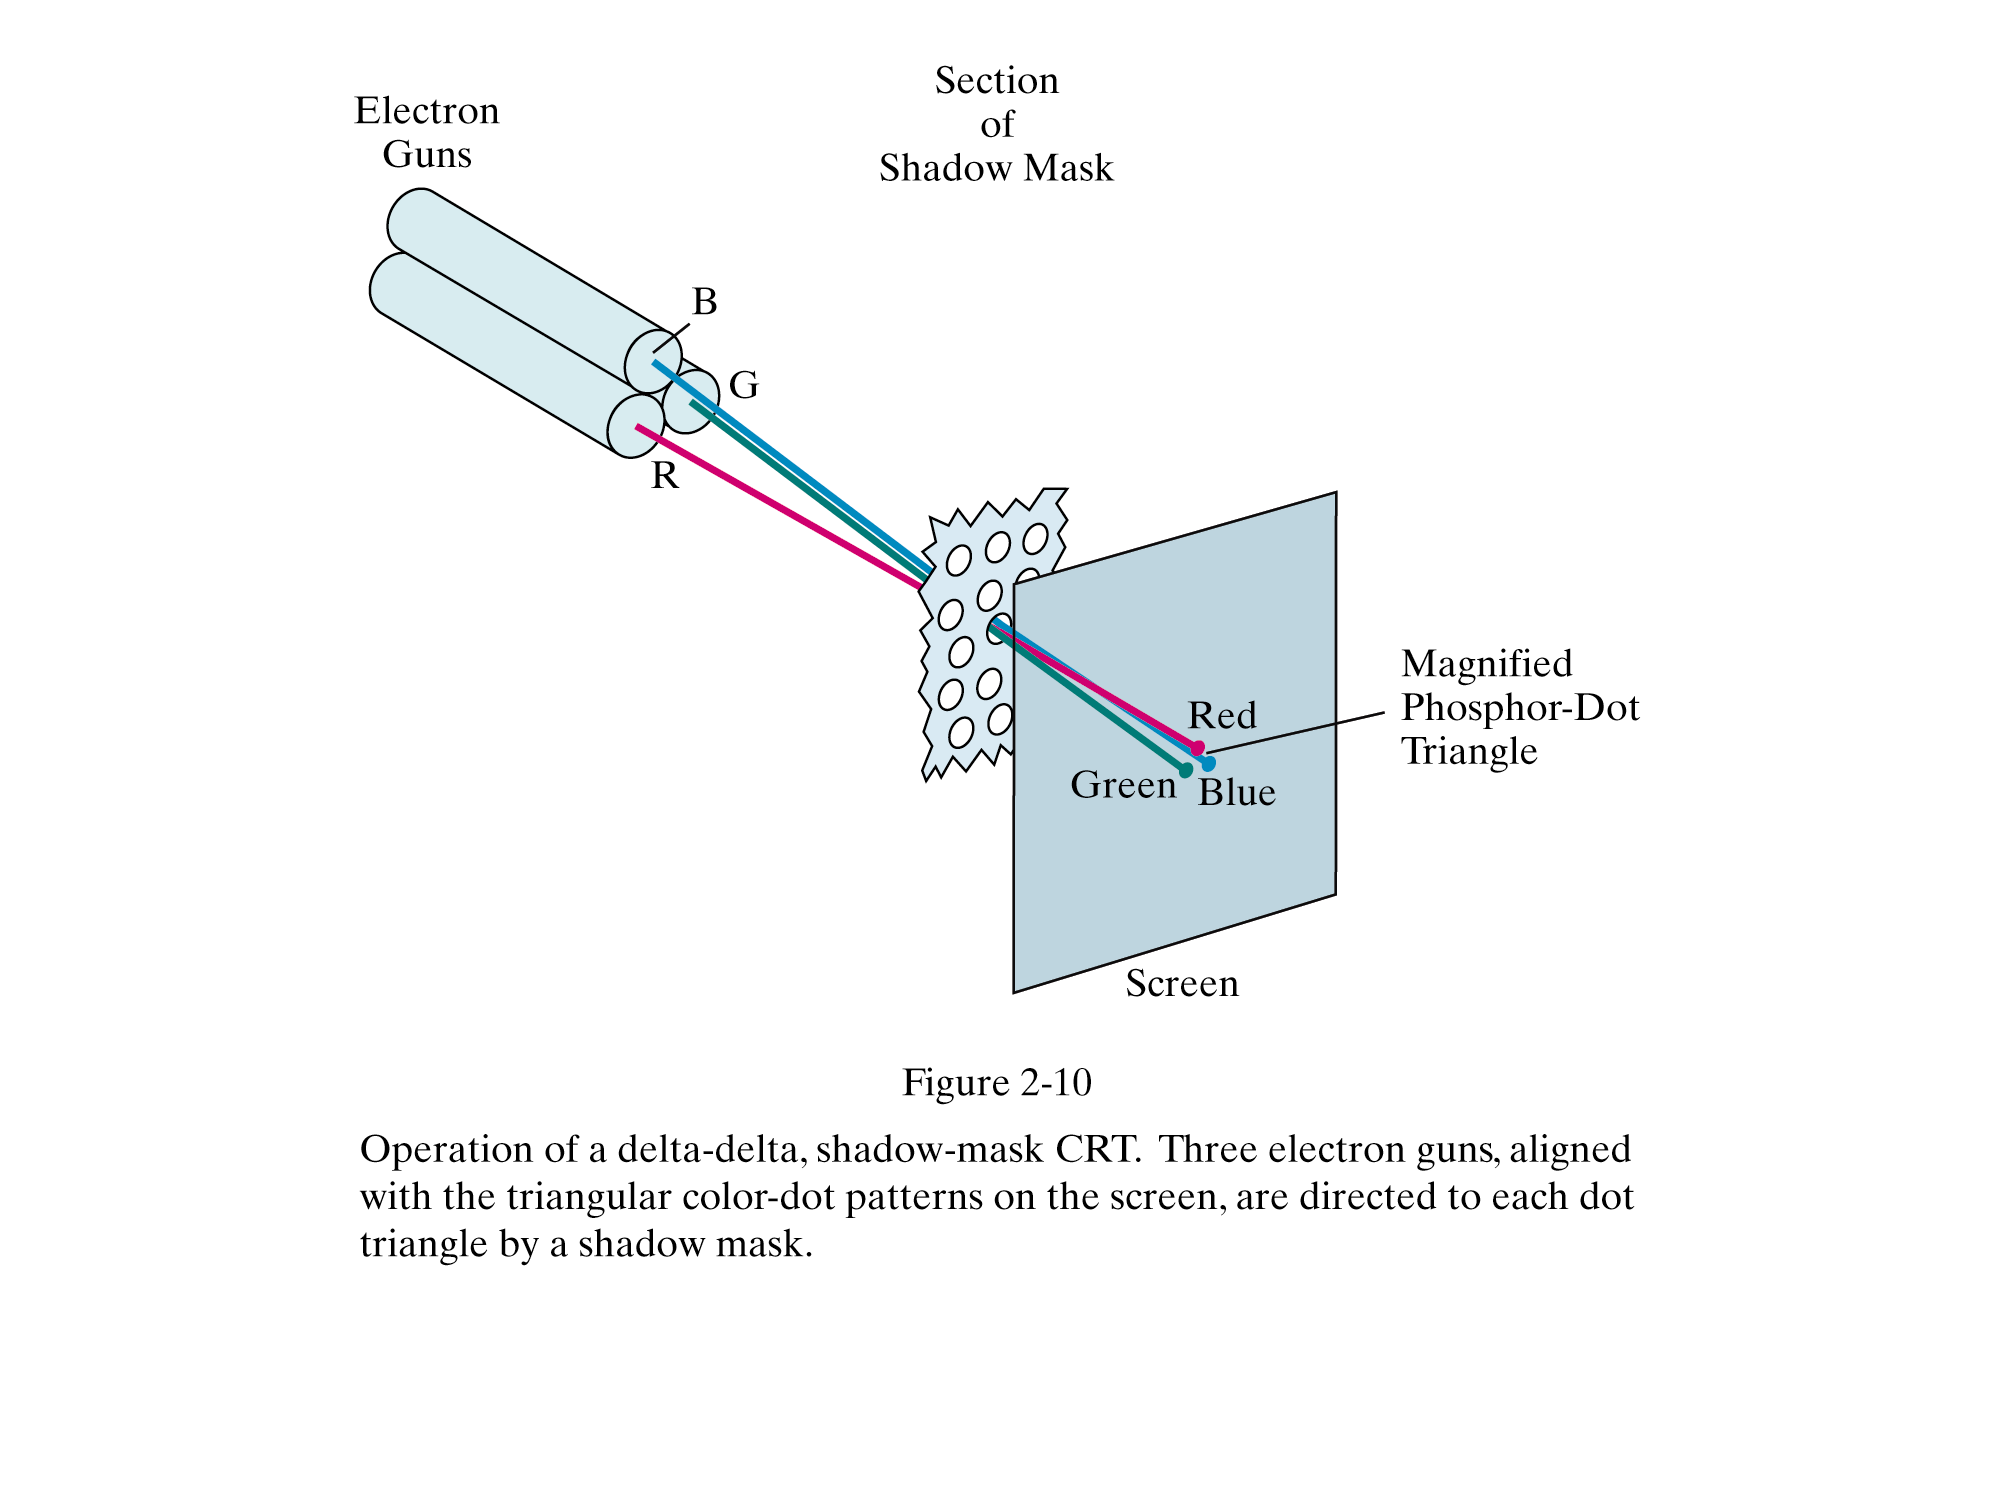 Section
of
Shadow Mask
Electron
Guns
B
G
R
Magnified
Phosphor-Dot
Triangle
Red
Green
Blue
Screen
Figure 2-10
Operation of a delta-delta, shadow-mask CRT. Three electron guns, aligned
with the triangular color-dot patterns on the screen, are directed to each dot
triangle by a shadow mask.